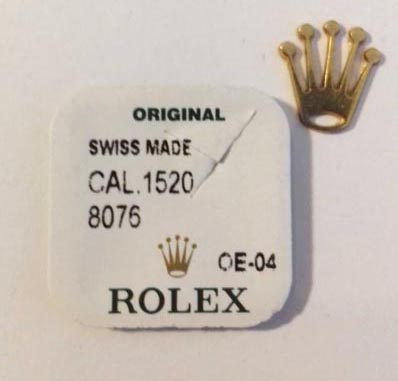 ORIGINAL
SWISS MADE
CAL.1520
8076
OE-04
ROLEX